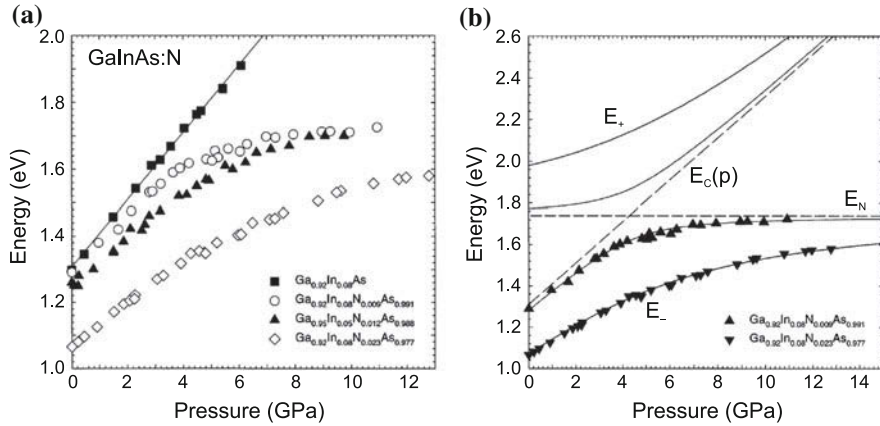 (a)
GaInAs:N
2.0
1.8
1.6
1.4
1.2
1.0
Energy (eV)
0 2 4 6 8 10 12
Pressure (GPa)
Ga0.92In0.08As
Ga0.92In0.08N0.009As0.991
Ga0.95In0.05N0.012As0.988
Ga0.92In0.08N0.023As0.977
(b)
2.6
2.4
2.2
2.0
1.8
1.6
1.4
1.2
1.0
Energy (eV)
E+
EC(p)
EN
E−
Ga0.92In0.08N0.009As0.991
Ga0.92In0.08N0.023As0.977
0 2 4 6 8 10 12 14
Pressure (GPa)